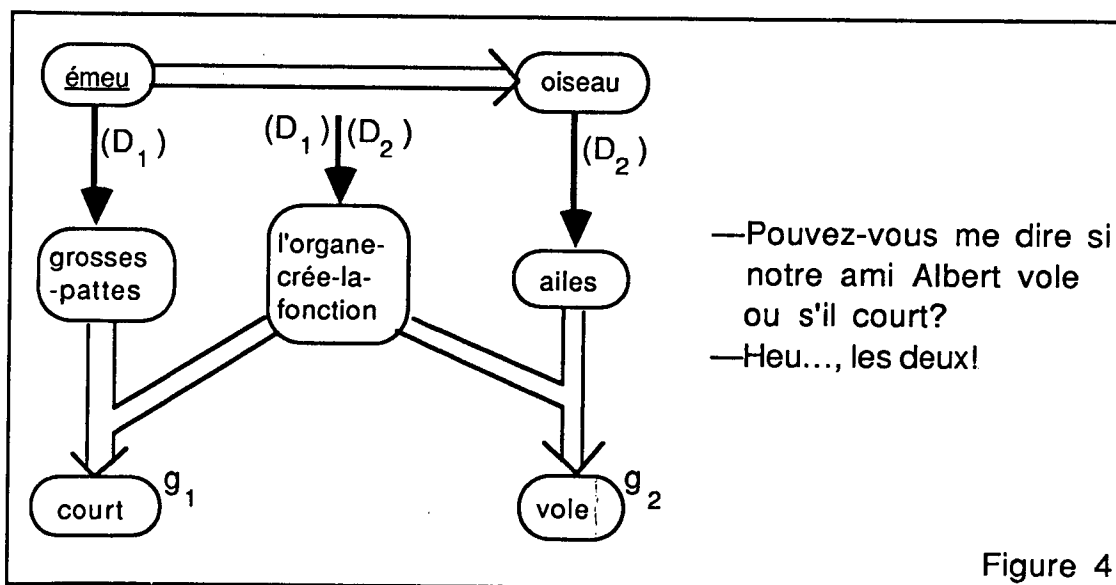 émeu
oiseau
(D1)
(D1) (D2)
(D2)
grosses
-pattes
l'organe-
crée-la-
fonction
ailes
court
g1
vole
g2
—Pouvez-vous me dire si
notre ami Albert vole
ou s'il court?
—Heu..., les deux!
Figure 4